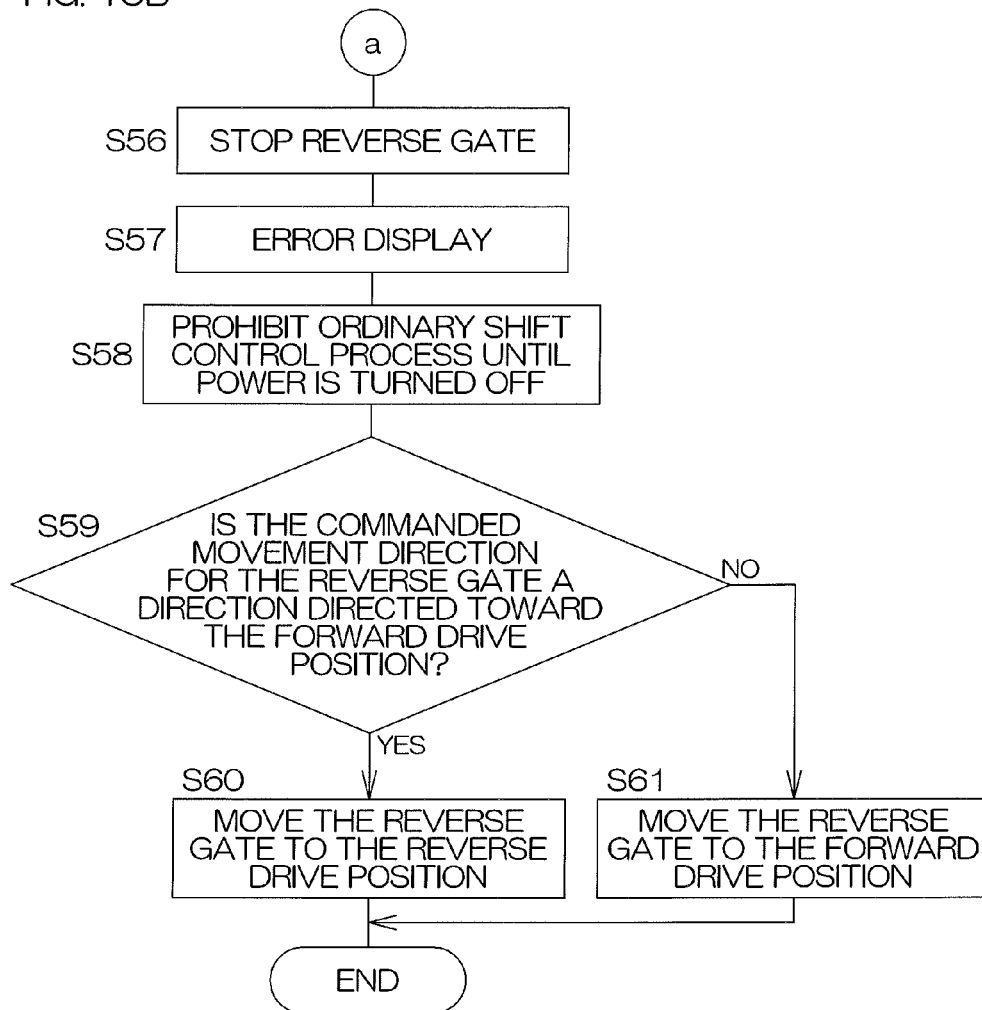 a
S56
STOP REVERSE GATE
S57
ERROR DISPLAY
S58
PROHIBIT ORDINARY SHIFT
CONTROL PROCESS UNTIL
POWER IS TURNED OFF
S59
IS THE COMMANDED
MOVEMENT DIRECTION
FOR THE REVERSE GATE A
DIRECTION DIRECTED TOWARD
THE FORWARD DRIVE
POSITION?
NO
YES
S60
MOVE THE REVERSE
GATE TO THE REVERSE
DRIVE POSITION
S61
MOVE THE REVERSE
GATE TO THE FORWARD
DRIVE POSITION
END